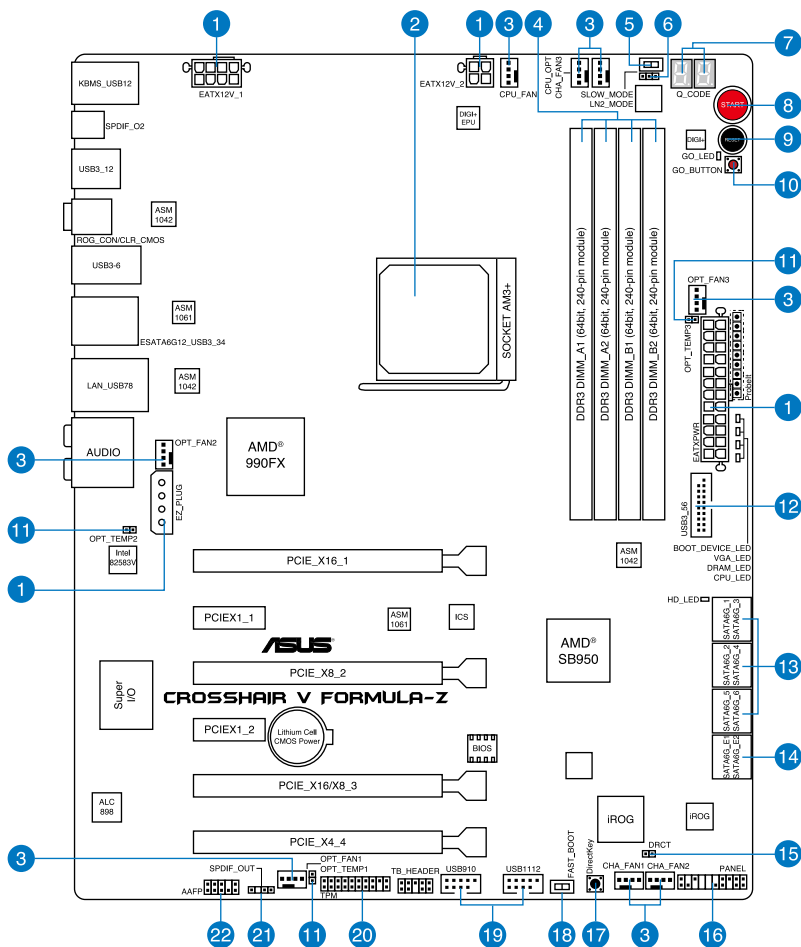 1
2
1
3
4
3
5
6
7
KBMS_USB12
EATX12V_1
EATX12V_2
CPU_FAN
CPU_OPT
CHA_FAN3
SLOW_MODE
LN2_MODE
Q_CODE
START
8
SPDIF_O2
DIGI+
EPU
DIGI+
RESET
9
GO_LED
GO_BUTTON
10
USB3_12
ASM
1042
ROG_CON/CLR_CMOS
USB3-6
11
OPT_FAN3
3
ASM
1061
ESATA6G12_USB3_34
SOCKET AM3+
DDR3 DIMM_A1 (64bit, 240-pin module)
DDR3 DIMM_A2 (64bit, 240-pin module)
DDR3 DIMM_B1 (64bit, 240-pin module)
DDR3 DIMM_B2 (64bit, 240-pin module)
OPT_TEMP3
ProbeIt
LAN_USB78
ASM
1042
EATXPWR
1
AUDIO
OPT_FAN2
3
AMD®
990FX
EZ_PLUG
USB3_56
12
11
OPT_TEMP2
Intel
82583V
1
PCIE_X16_1
ASM
1042
BOOT_DEVICE_LED
VGA_LED
DRAM_LED
CPU_LED
HD_LED
SATA6G_1
SATA6G_3
PCIEX1_1
ASM
1061
ICS
ASUS
AMD®
SB950
SATA6G_2
SATA6G_4
13
Super
I/O
PCIE_X8_2
CROSSHAIR V FORMULA-Z
SATA6G_5
SATA6G_6
PCIEX1_2
Lithium Cell
CMOS Power
BIOS
SATA6G_E1
SATA6G_E2
14
PCIE_X16/X8_3
ALC
898
iROG
iROG
PCIE_X4_4
DRCT
15
3
SPDIF_OUT
OPT_FAN1
OPT_TEMP1
TB_HEADER
USB910
USB1112
FAST_BOOT
DirectKey
CHA_FAN1
CHA_FAN2
PANEL
AAFP
TPM
22
21
11
20
19
18
17
3
16